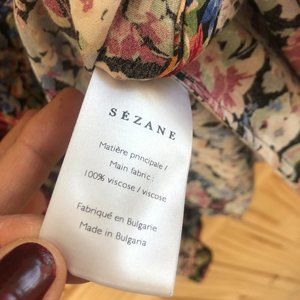 SÉZANE
Matière principale /
Main fabric :
100% viscose / viscose
Fabriqué en Bulgarie
Made in Bulgaria